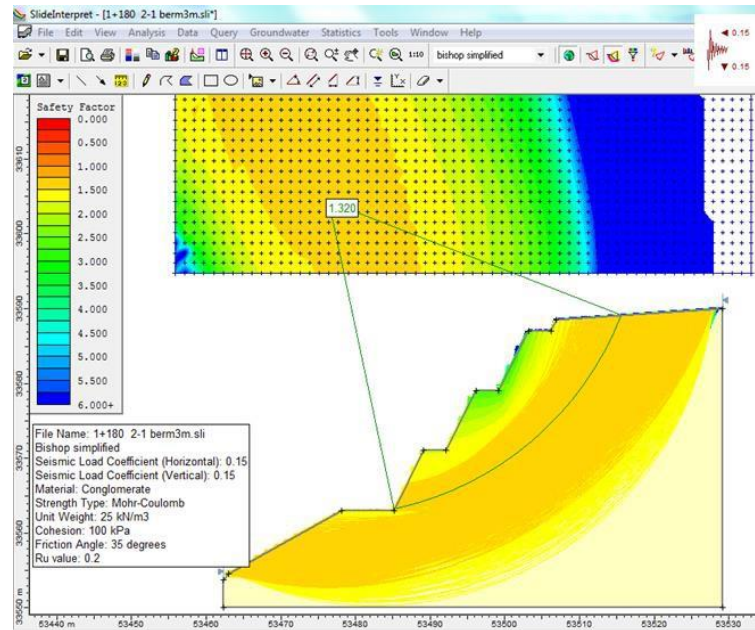 SlideInterpret - [1+180 2-1 berm3m.sli*]
File Edit View Analysis Data Query Groundwater Statistics Tools Window Help
1:10 bishop simplified
0.15
0.15
Safety Factor
0.000
0.500
1.000
1.500
2.000
2.500
3.000
3.500
4.000
4.500
5.000
5.500
6.000+
1.320
File Name: 1+180 2-1 berm3m.sli
Bishop simplified
Seismic Load Coefficient (Horizontal): 0.15
Seismic Load Coefficient (Vertical): 0.15
Material: Conglomerate
Strength Type: Mohr-Coulomb
Unit Weight: 25 kN/m3
Cohesion: 100 kPa
Friction Angle: 35 degrees
Ru value: 0.2
33610
33600
33590
33580
33570
33560
33550 m
53440 m 53450 53460 53470 53480 53490 53500 53510 53520 53530